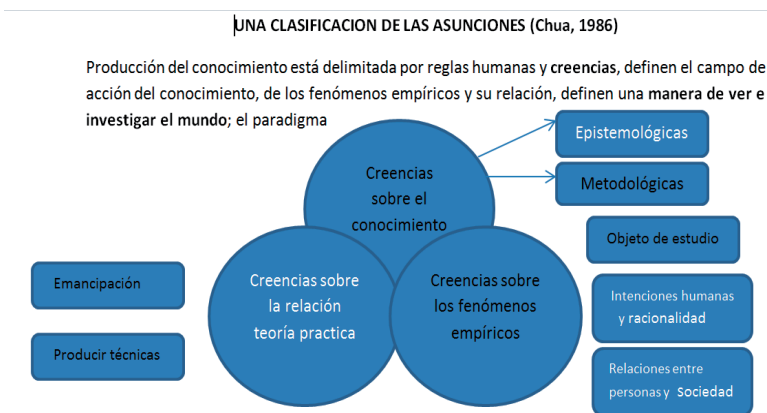 UNA CLASIFICACION DE LAS ASUNCIONES (Chua, 1986)
Producción del conocimiento está delimitada por reglas humanas y creencias, definen el campo de
acción del conocimiento, de los fenómenos empíricos y su relación, definen una manera de ver e
investigar el mundo; el paradigma
Epistemológicas
Metodológicas
Creencias
sobre el
conocimiento
Objeto de estudio
Emancipación
Producir técnicas
Creencias sobre
la relación
teoría practica
Creencias sobre
los fenómenos
empíricos
Intenciones humanas
y racionalidad
Relaciones entre
personas y Sociedad